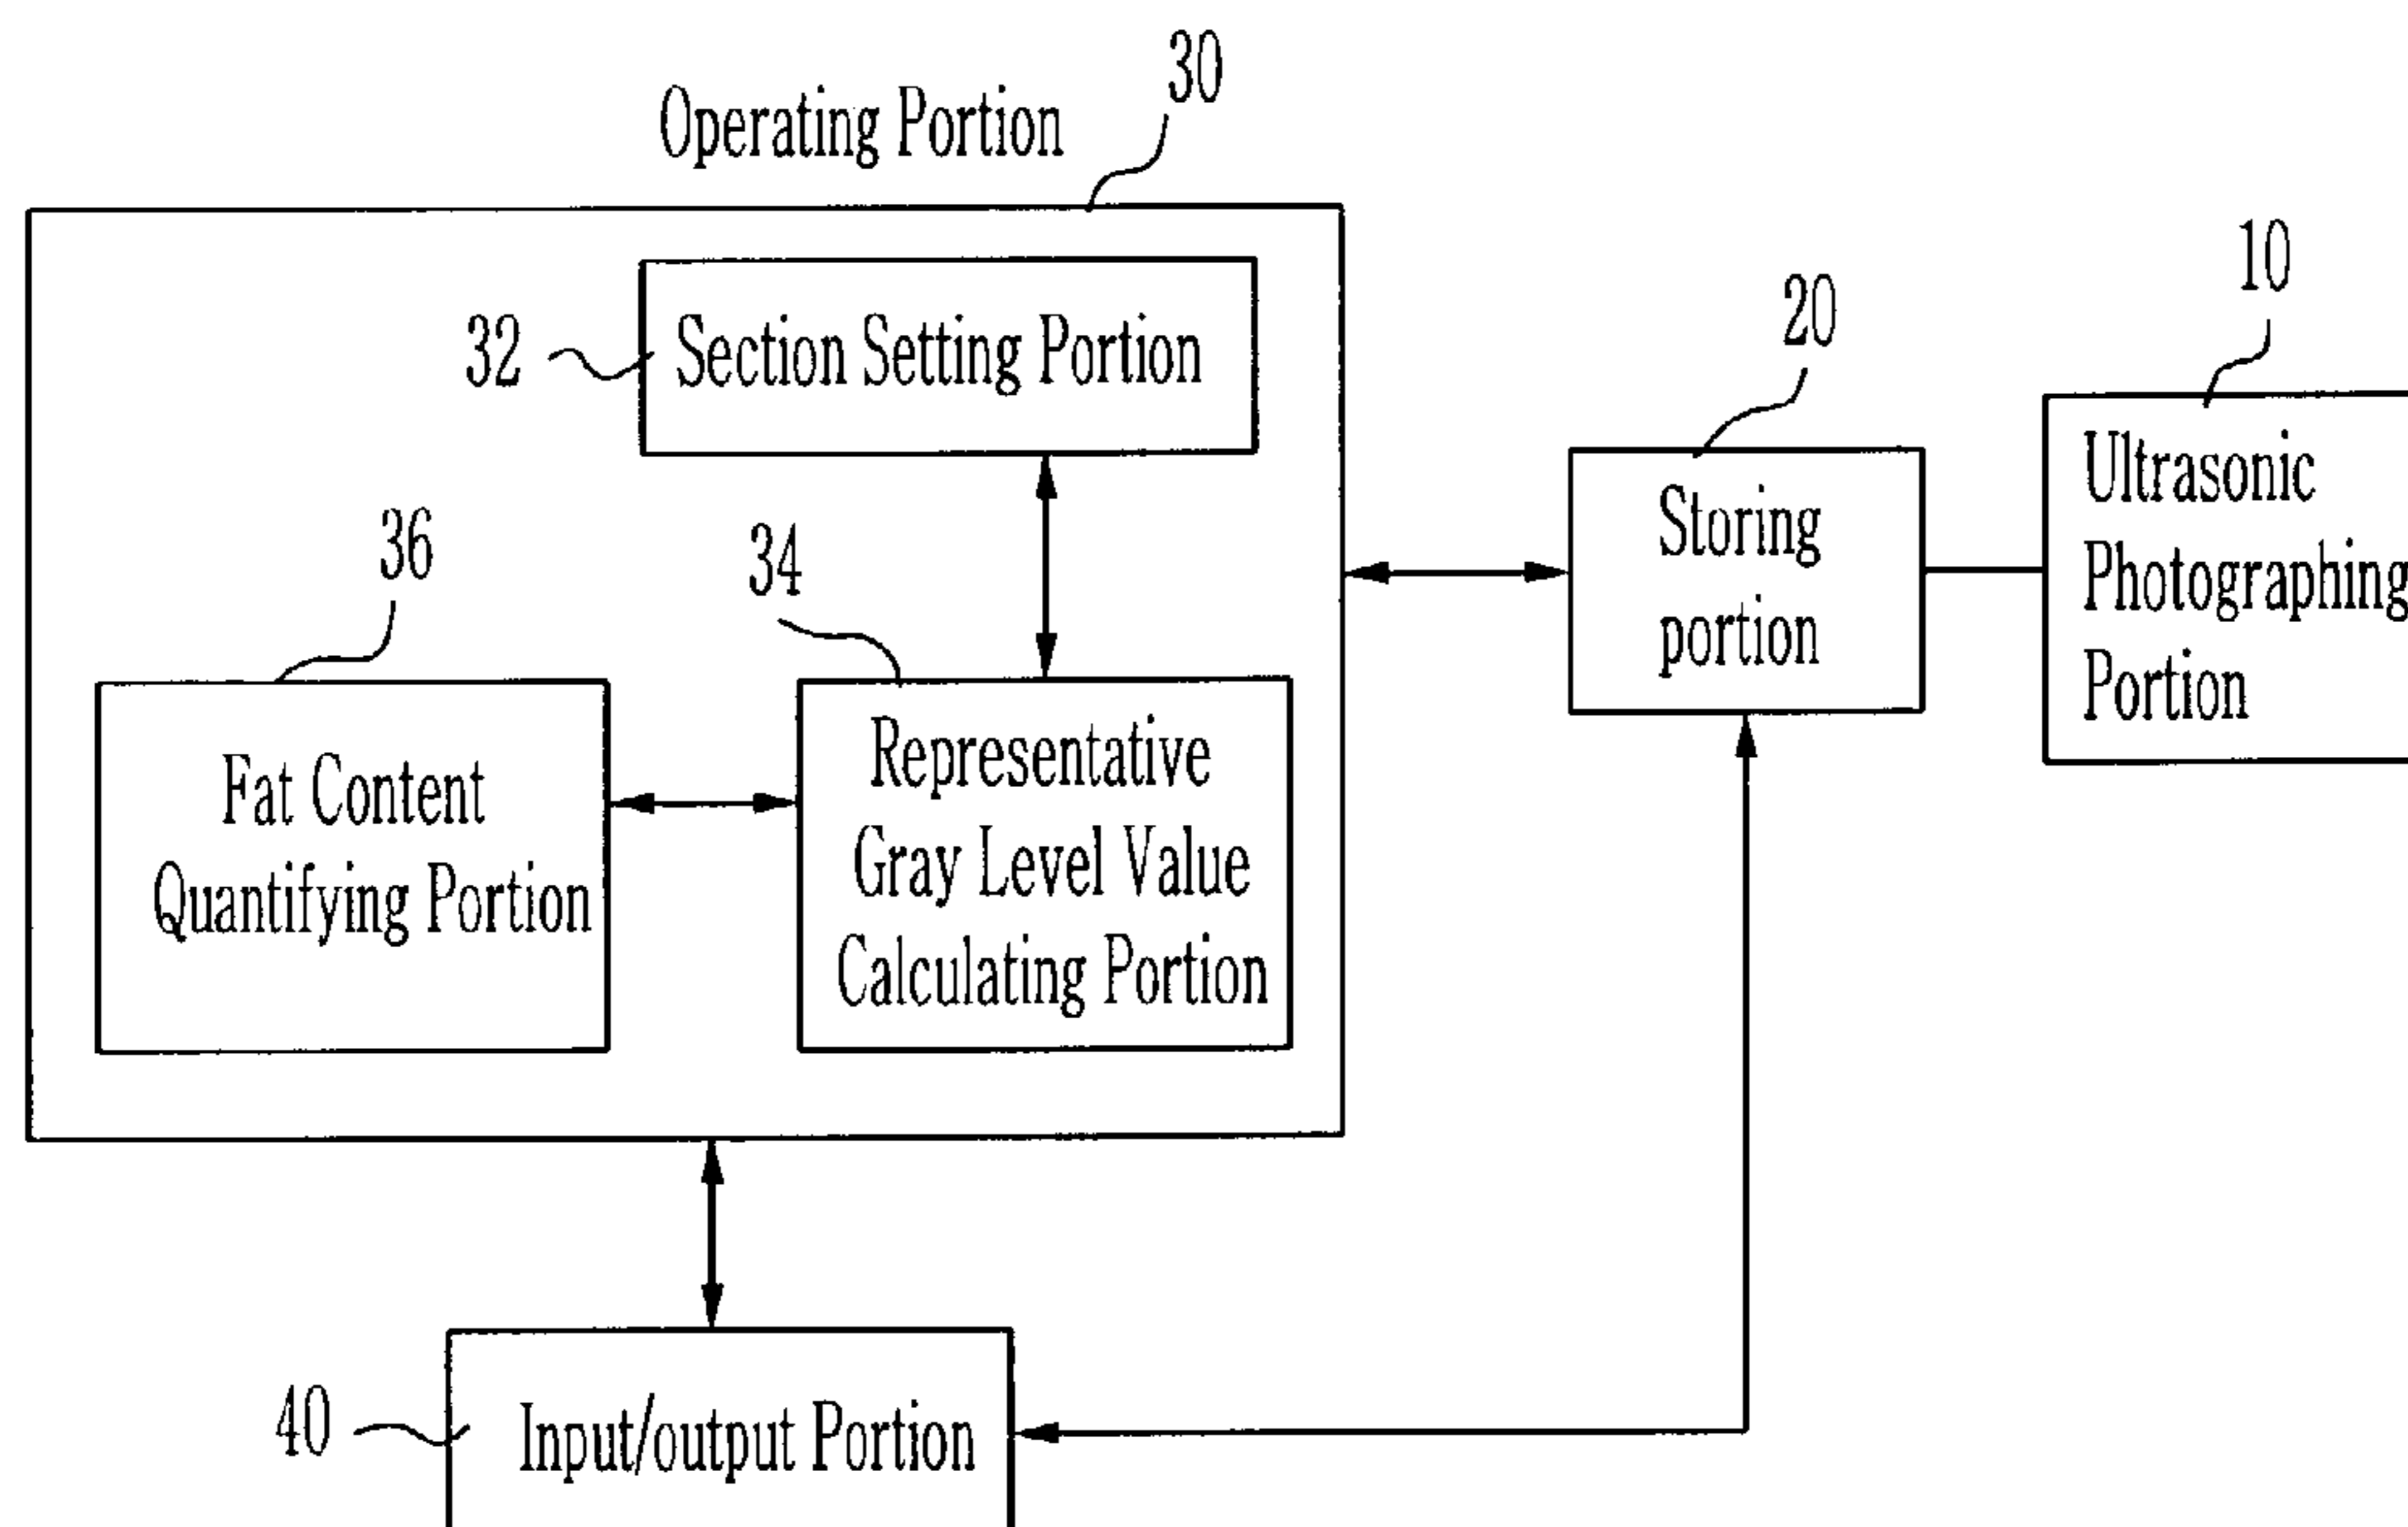 30
Operating Portion
10
20
32
Section Setting Portion
Ultrasonic
Photographing
Portion
Storing
portion
36
34
Fat Content
Quantifying Portion
Representative
Gray Level Value
Calculating Portion
40
Input/output Portion